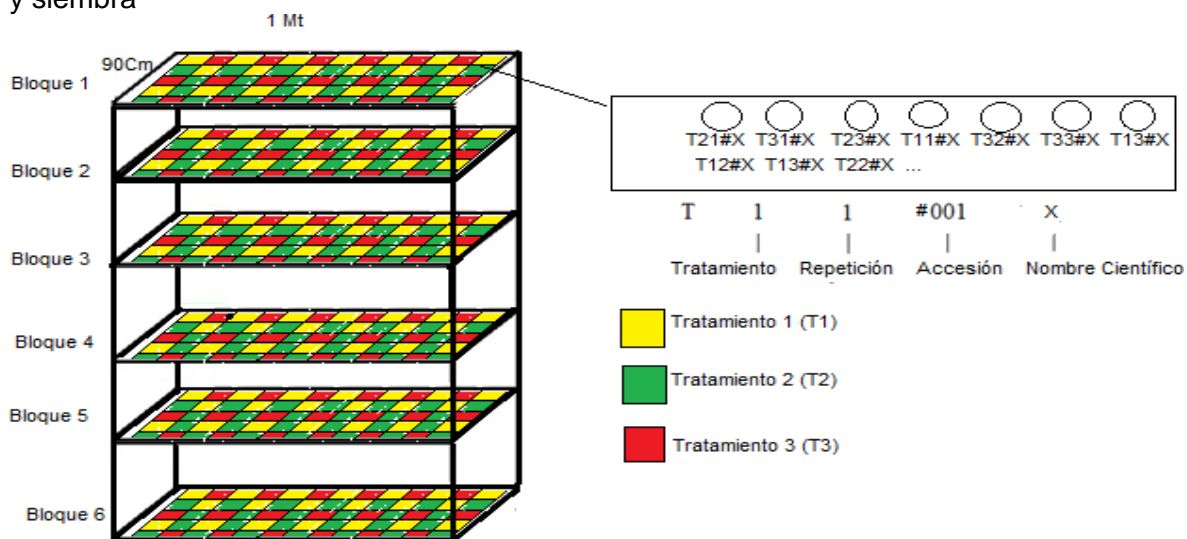 y siembra
1 Mt
90Cm
Bloque 1
Bloque 2
Bloque 3
Bloque 4
Bloque 5
Bloque 6
T21#X T31#X T23#X T11#X T32#X T33#X T13#X
T12#X T13#X T22#X ...
T 1 1 #001 X
Tratamiento Repetición Accesión Nombre Científico
Tratamiento 1 (T1)
Tratamiento 2 (T2)
Tratamiento 3 (T3)